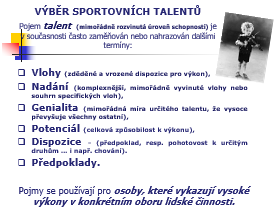 VÝBĚR SPORTOVNÍCH TALENTŮ
Pojem talent (mimořádně rozvinutá úroveň schopností) je
v současnosti často zaměňován nebo nahrazován dalšími
termíny:
Vlohy (zděděné a vrozené dispozice pro výkon),
Nadání (komplexnější, mimořádně vyvinuté vlohy nebo
souhrn specifických vloh),
Genialita (mimořádná míra určitého talentu, že vysoce
převyšuje všechny ostatní),
Potenciál (celková způsobilost k výkonu),
Dispozice – (předpoklad, resp. pohotovost k určitým
druhům … i např. chování).
Předpoklady.
Pojmy se používají pro osoby, které vykazují vysoké
výkony v konkrétním oboru lidské činnosti.